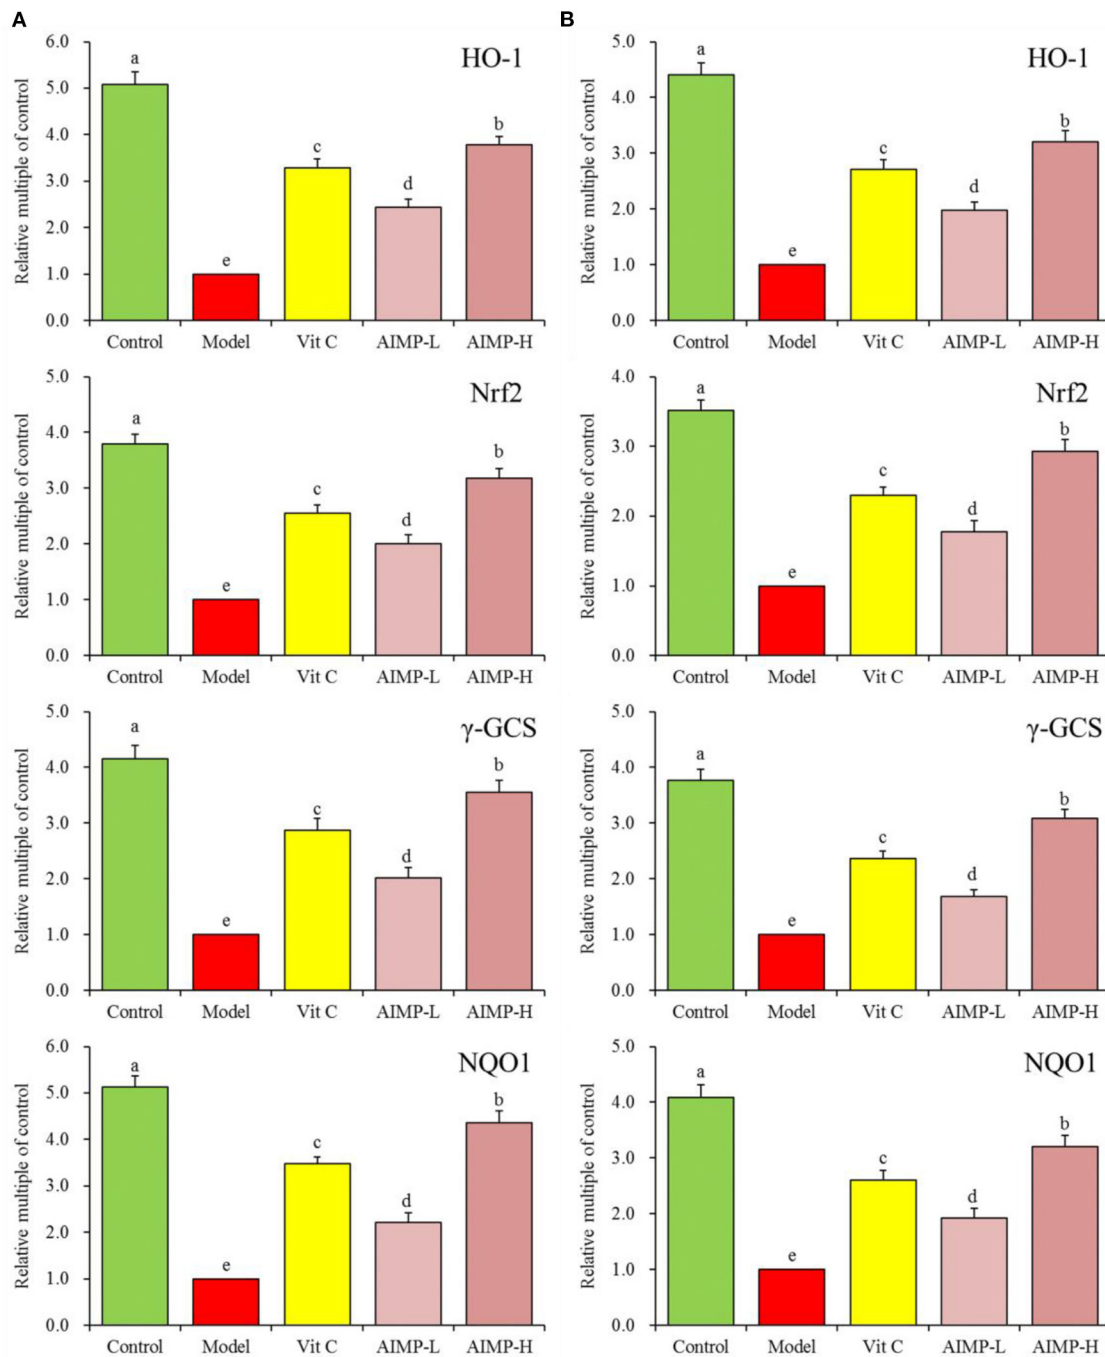 A
Relative multiple of control
6.0
5.0
4.0
3.0
2.0
1.0
0.0
HO-1
a
e
c
d
b
Control Model Vit C AIMP-L AIMP-H
Relative multiple of control
5.0
4.0
3.0
2.0
1.0
0.0
Nrf2
a
e
c
d
b
Control Model Vit C AIMP-L AIMP-H
Relative multiple of control
5.0
4.0
3.0
2.0
1.0
0.0
γ-GCS
a
e
c
d
b
Control Model Vit C AIMP-L AIMP-H
Relative multiple of control
6.0
5.0
4.0
3.0
2.0
1.0
0.0
NQO1
a
e
c
d
b
Control Model Vit C AIMP-L AIMP-H
B
Relative multiple of control
5.0
4.0
3.0
2.0
1.0
0.0
HO-1
a
e
c
d
b
Control Model Vit C AIMP-L AIMP-H
Relative multiple of control
4.0
3.0
2.0
1.0
0.0
Nrf2
a
e
c
d
b
Control Model Vit C AIMP-L AIMP-H
Relative multiple of control
5.0
4.0
3.0
2.0
1.0
0.0
γ-GCS
a
e
c
d
b
Control Model Vit C AIMP-L AIMP-H
Relative multiple of control
5.0
4.0
3.0
2.0
1.0
0.0
NQO1
a
e
c
d
b
Control Model Vit C AIMP-L AIMP-H